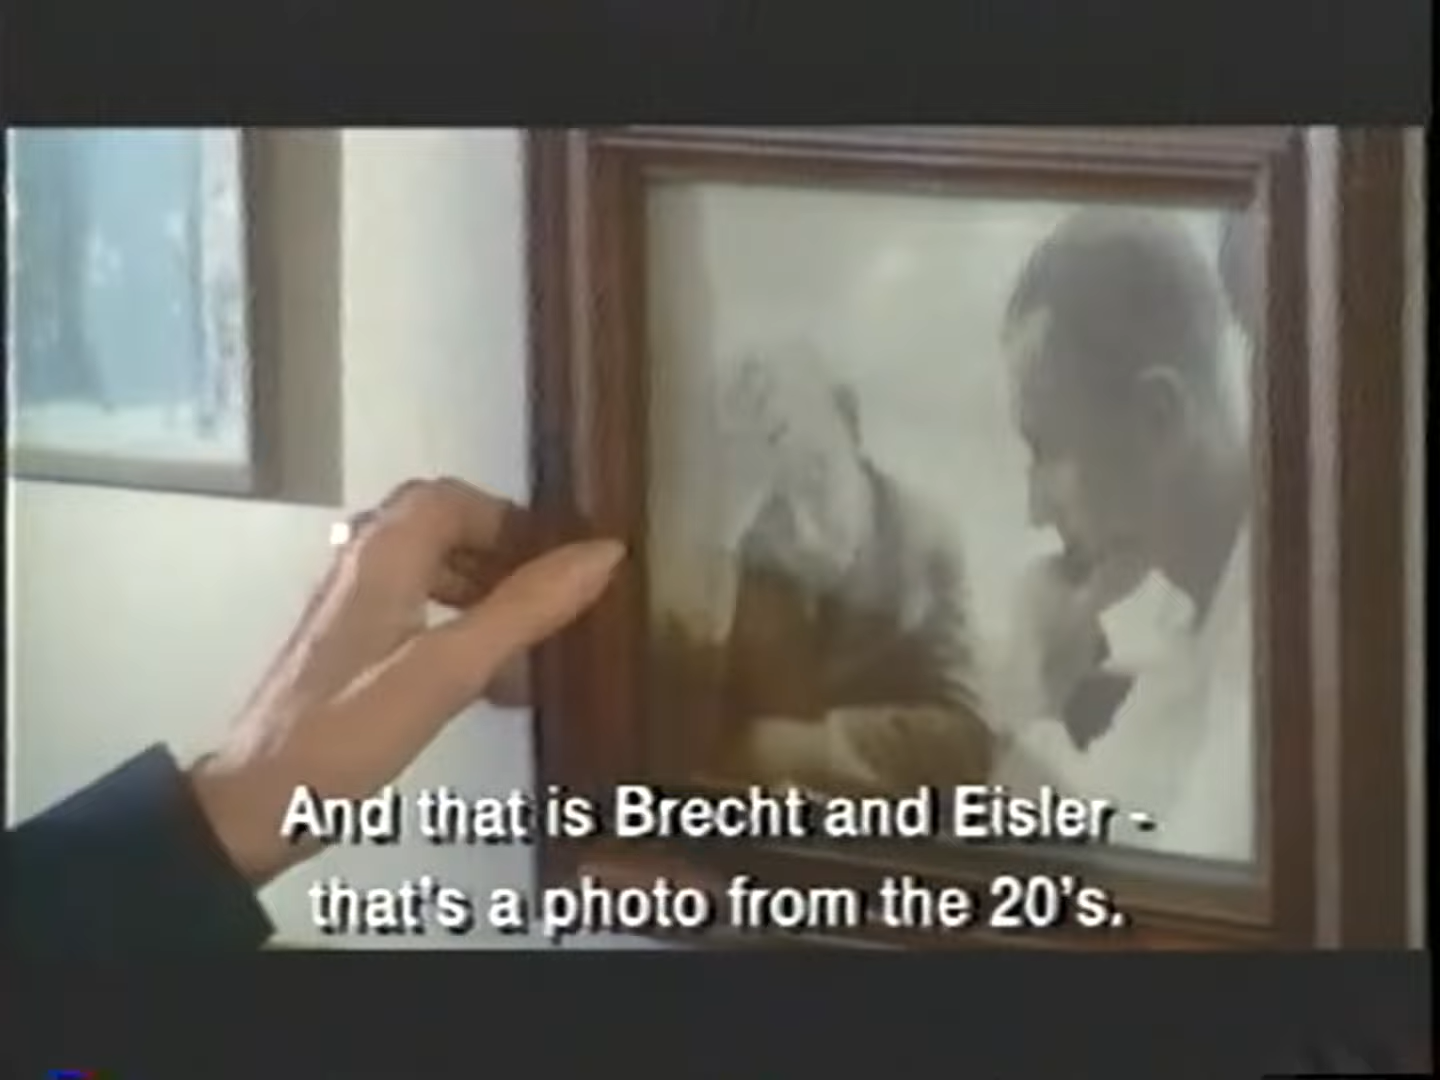 And that is Brecht and Eisler -
that's a photo from the 20's.